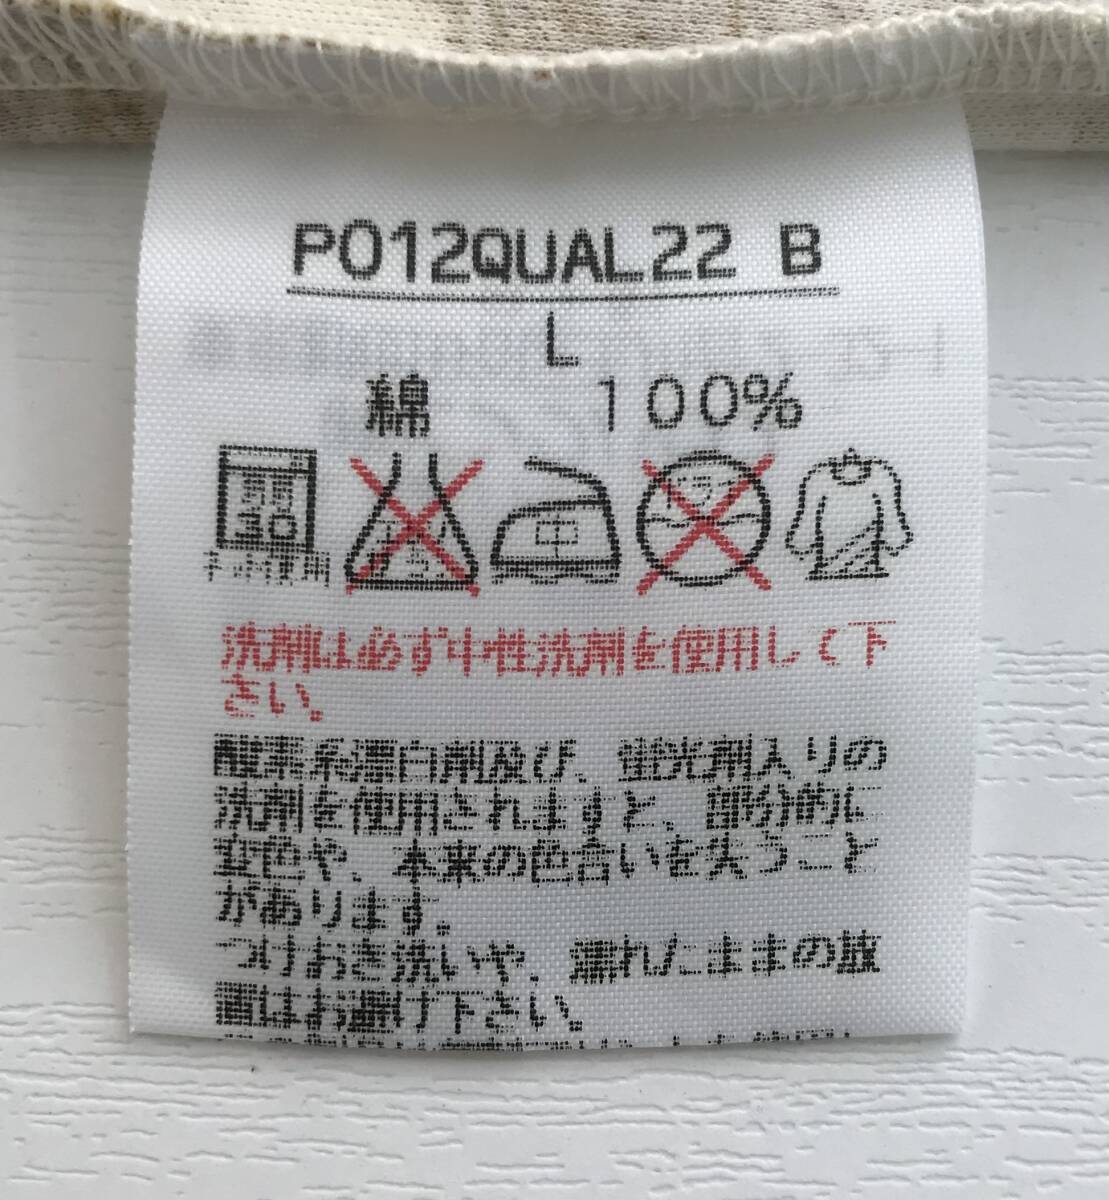 P012QUAL22 B
L
綿 100%
30
中
洗剤は必ず中性洗剤を使用して下
さい。
酸素系漂白剤及び、蛍光剤入りの
洗剤を使用されますと、部分的に
変色や、本来の色合いを失うこと
があります。
つけおき洗いや、濡れたままの放
置はお避け下さい。